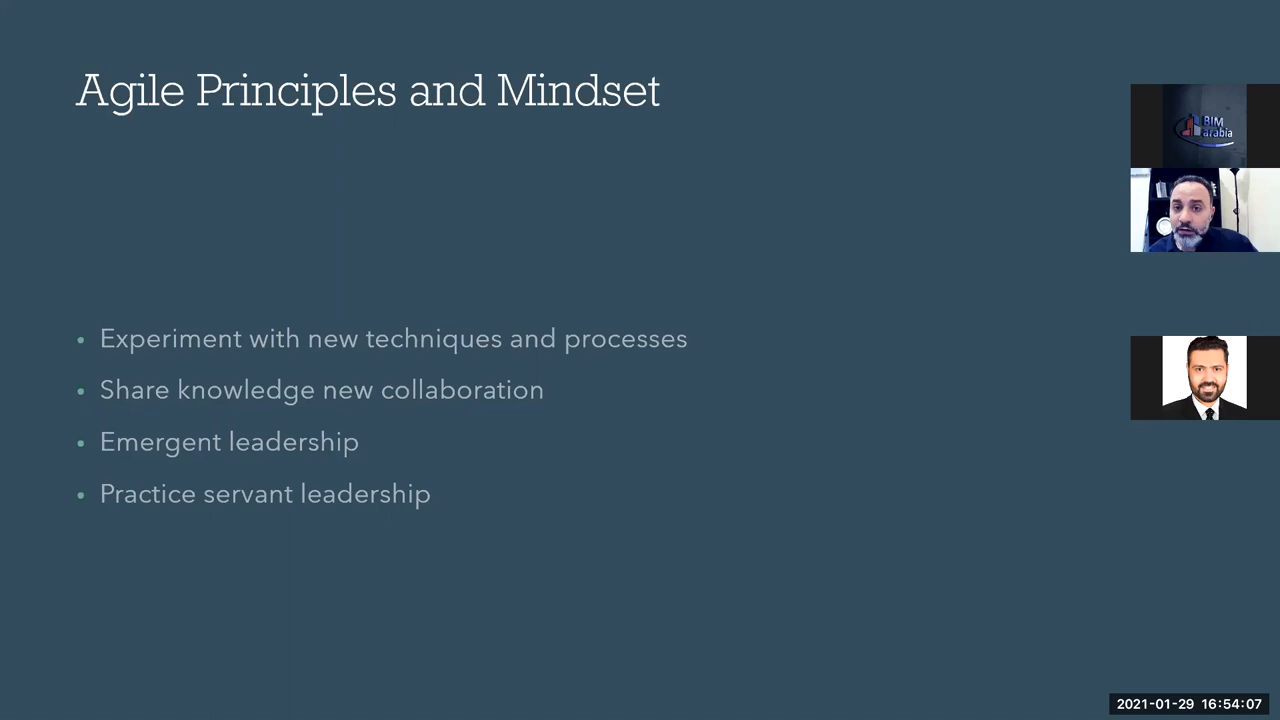 Agile Principles and Mindset
BIM
arabia
• Experiment with new techniques and processes
• Share knowledge new collaboration
• Emergent leadership
• Practice servant leadership
2021-01-29 16:54:07